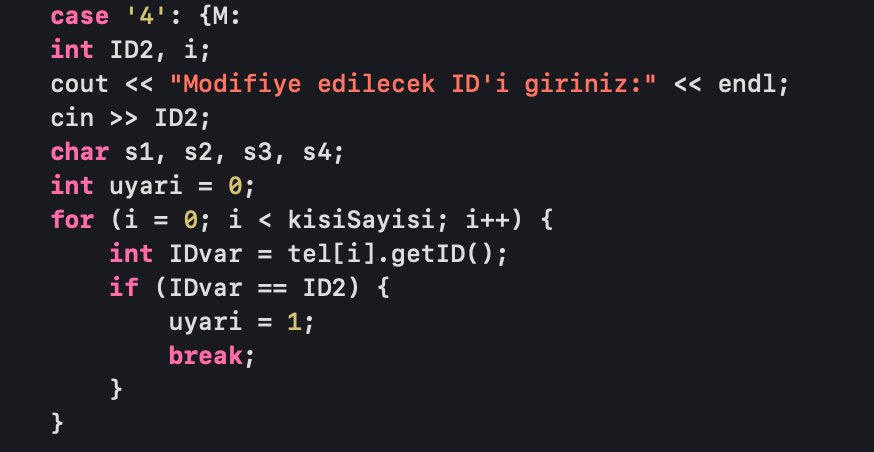 case '4': {M:
int ID2, i;
cout << "Modifiye edilecek ID'i giriniz:" << endl;
cin >> ID2;
char s1, s2, s3, s4;
int uyari = 0;
for (i = 0; i < kisiSayisi; i++) {
    int IDvar = tel[i].getID();
    if (IDvar == ID2) {
        uyari = 1;
        break;
    }
}